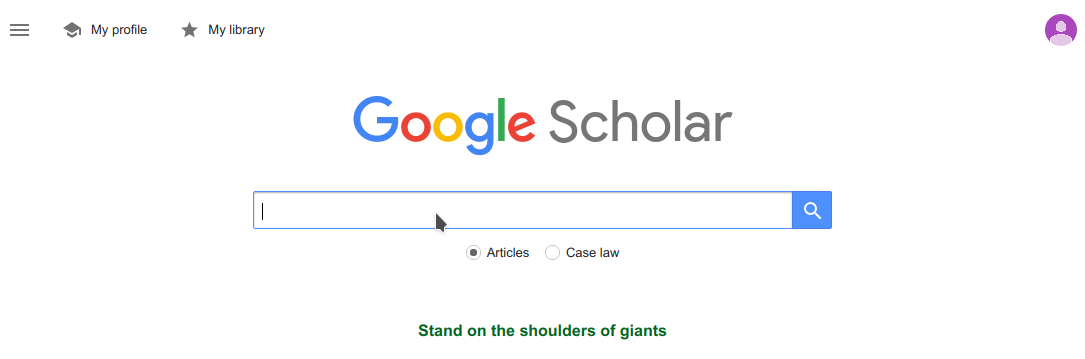 My profile My library
Google Scholar
Articles Case law
Stand on the shoulders of giants